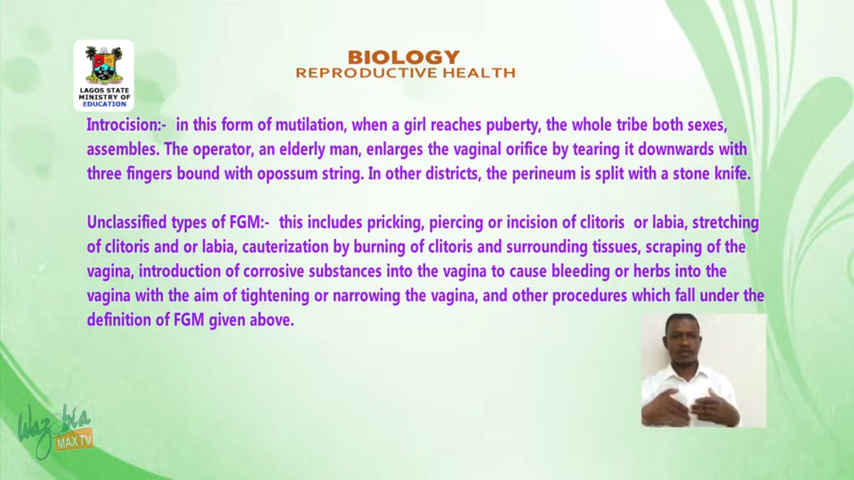 BIOLOGY
REPRODUCTIVE HEALTH
LAGOS STATE
MINISTRY OF
EDUCATION
Introcision:- in this form of mutilation, when a girl reaches puberty, the whole tribe both sexes,
assembles. The operator, an elderly man, enlarges the vaginal orifice by tearing it downwards with
three fingers bound with opossum string. In other districts, the perineum is split with a stone knife.
Unclassified types of FGM:- this includes pricking, piercing or incision of clitoris or labia, stretching
of clitoris and or labia, cauterization by burning of clitoris and surrounding tissues, scraping of the
vagina, introduction of corrosive substances into the vagina to cause bleeding or herbs into the
vagina with the aim of tightening or narrowing the vagina, and other procedures which fall under the
definition of FGM given above.
MAX TV